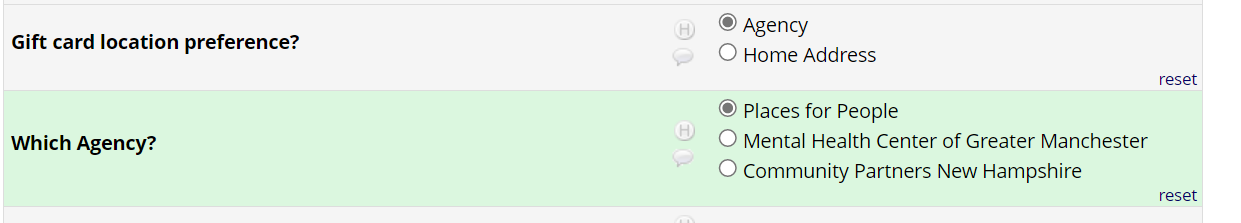 Gift card location preference?
H
Agency
Home Address
reset
Which Agency?
H
Places for People
Mental Health Center of Greater Manchester
Community Partners New Hampshire
reset
H